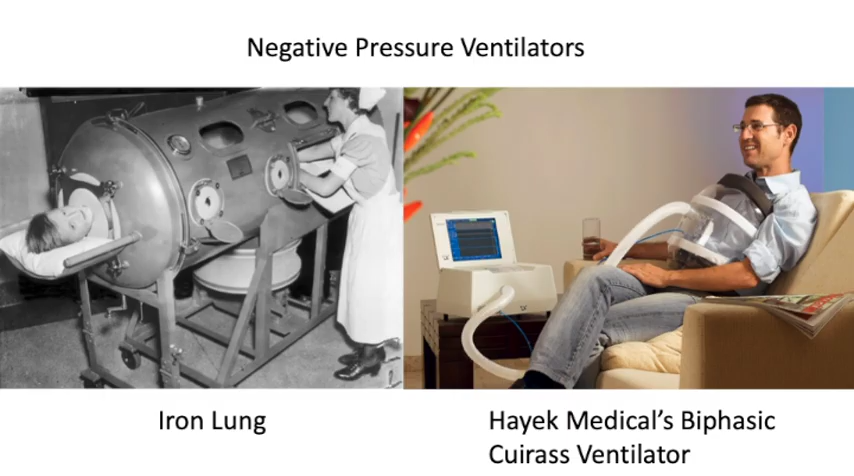 Negative Pressure Ventilators
Iron Lung
Hayek Medical’s Biphasic
Cuirass Ventilator